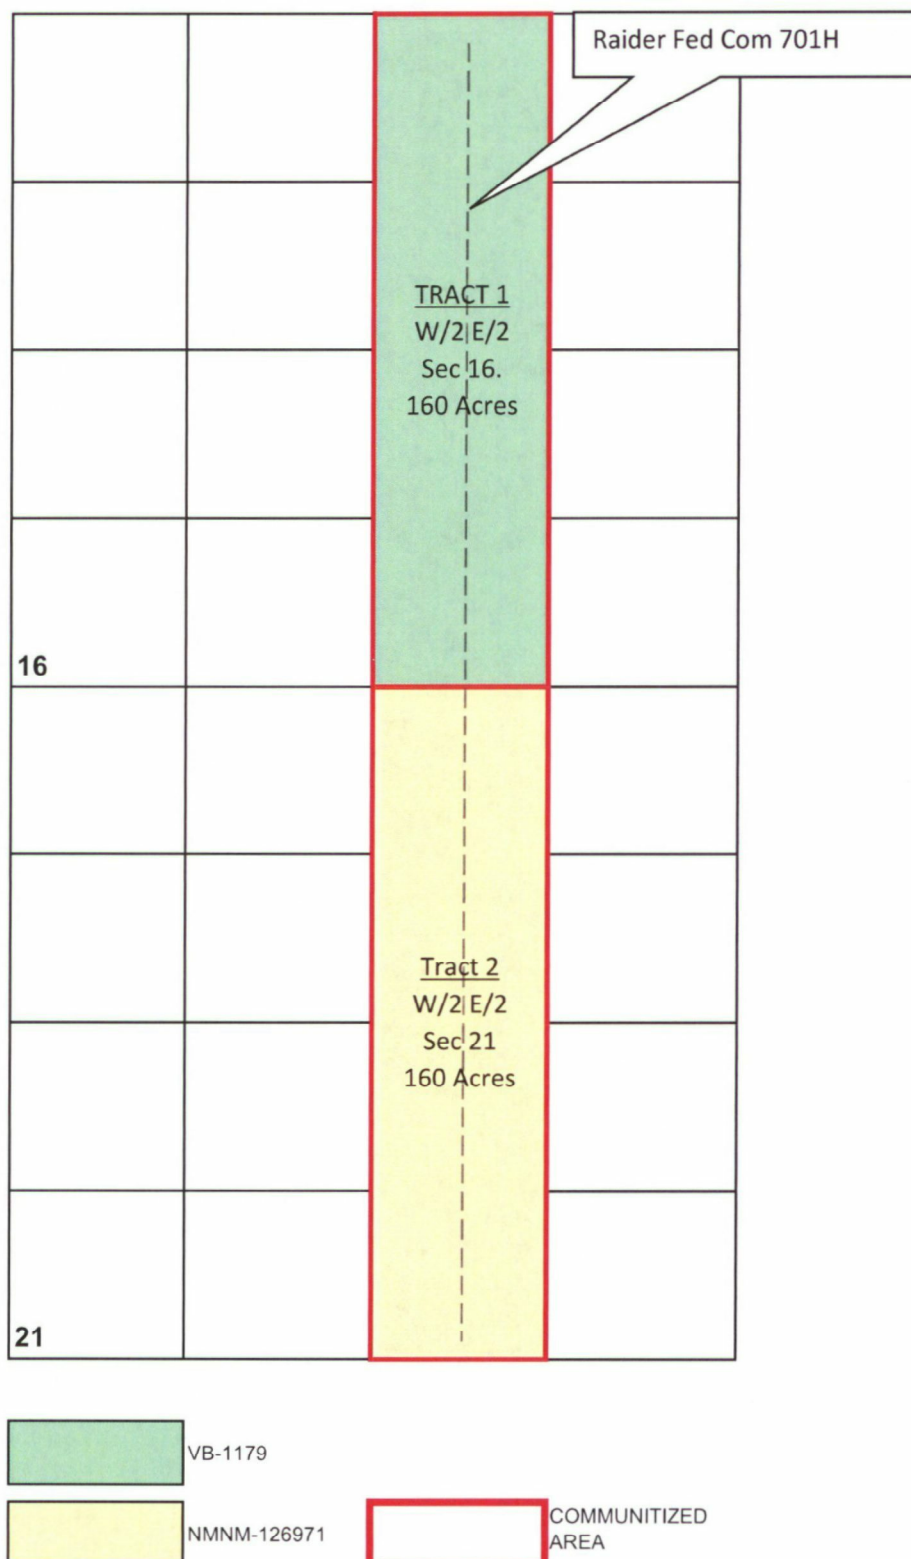 Raider Fed Com 701H
TRACT 1
W/2 E/2
Sec 16.
160 Acres
16
Tract 2
W/2 E/2
Sec 21
160 Acres
21
VB-1179
NMNM-126971
COMMUNITIZED
AREA